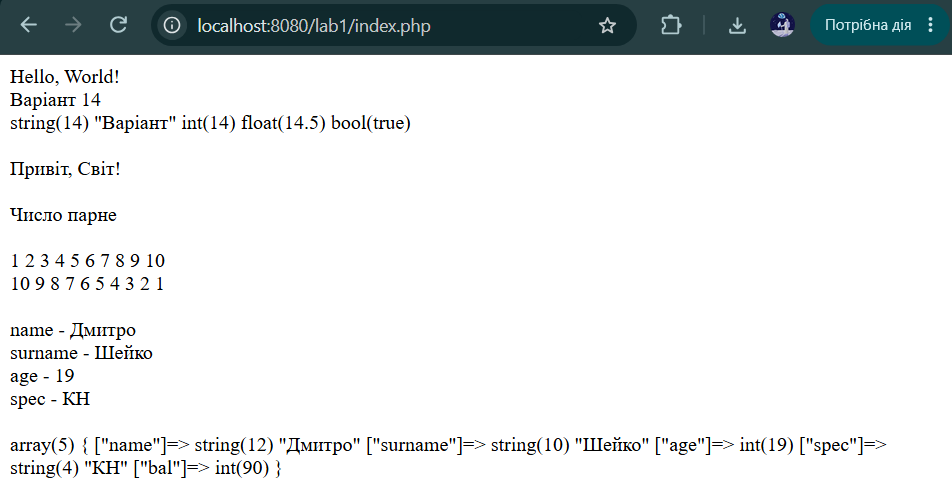 localhost:8080/lab1/index.php
Потрібна дія
Hello, World!
Варіант 14
string(14) "Варіант" int(14) float(14.5) bool(true)
Привіт, Світ!
Число парне
1 2 3 4 5 6 7 8 9 10
10 9 8 7 6 5 4 3 2 1
name - Дмитро
surname - Шейко
age - 19
spec - КН
array(5) { ["name"]=> string(12) "Дмитро" ["surname"]=> string(10) "Шейко" ["age"]=> int(19) ["spec"]=>
string(4) "КН" ["bal"]=> int(90) }